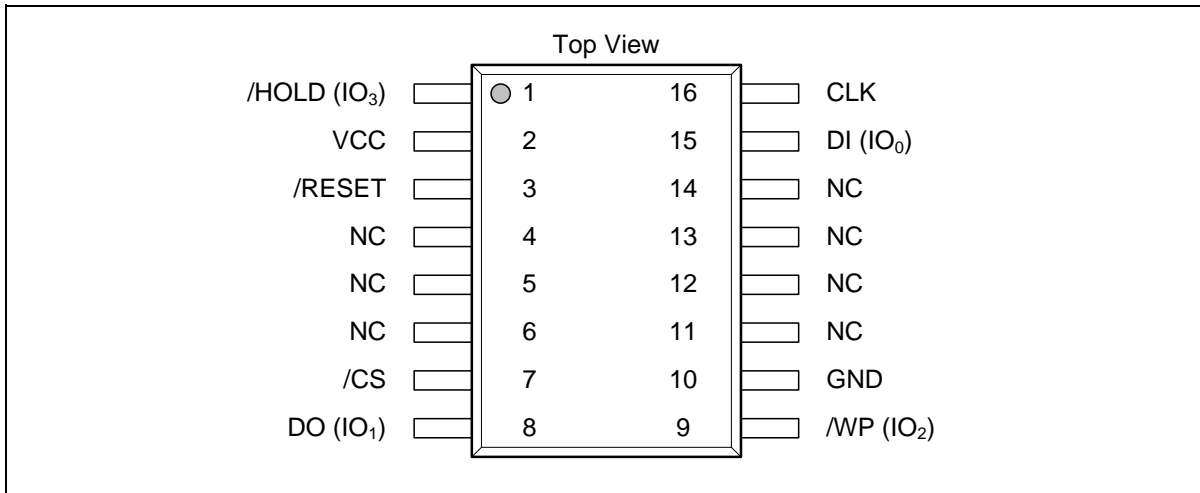 Top View
/HOLD (IO₃) 1 16 CLK
VCC 2 15 DI (IO₀)
/RESET 3 14 NC
NC 4 13 NC
NC 5 12 NC
NC 6 11 NC
/CS 7 10 GND
DO (IO₁) 8 9 /WP (IO₂)